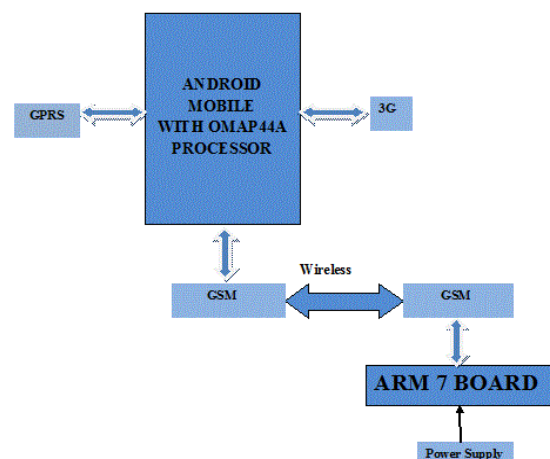 ANDROID
MOBILE
WITH OMAP44A
PROCESSOR
GPRS
3G
Wireless
GSM
GSM
ARM 7 BOARD
Power Supply